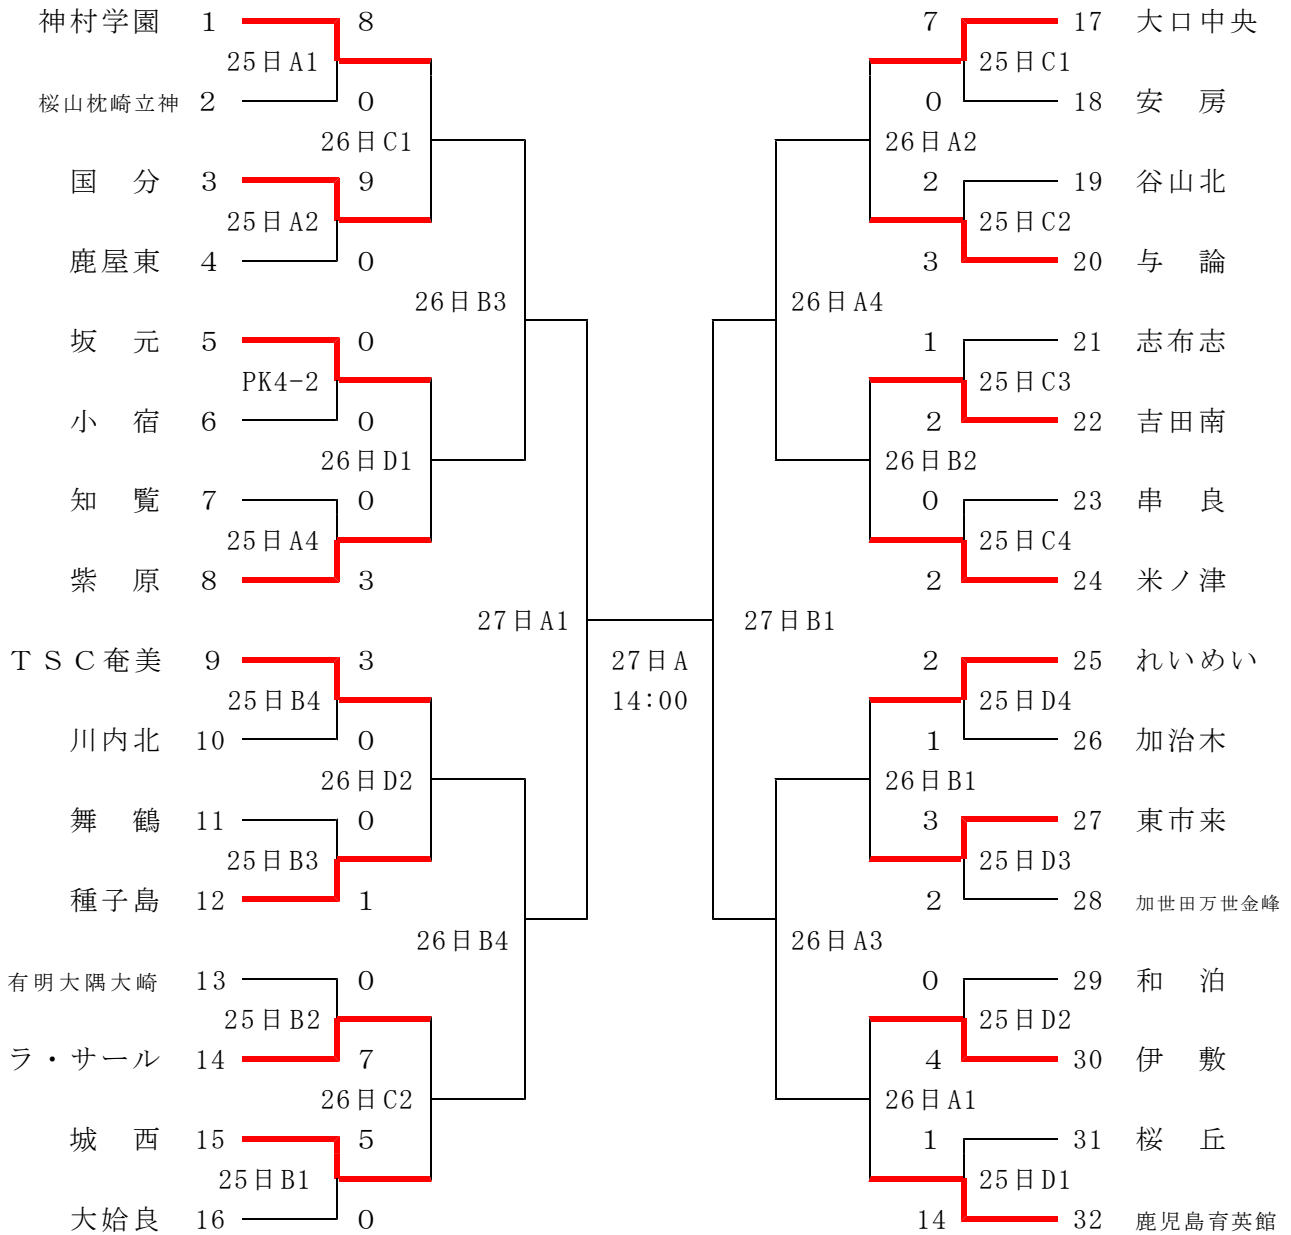 神村学園 1 8 7 17 大口中央
25日A1 25日C1
桜山枕崎立神 2 0 0 18 安 房
26日C1 26日A2
国 分 3 9 2 19 谷山北
25日A2 25日C2
鹿屋東 4 0 3 20 与 論
26日B3 26日A4
坂 元 5 0 1 21 志布志
PK4-2 25日C3
小 宿 6 0 2 22 吉田南
26日D1 26日B2
知 覧 7 0 0 23 串 良
25日A4 25日C4
紫 原 8 3 2 24 米ノ津
27日A1 27日B1
TSC奄美 9 3 27日A 2 25 れいめい
25日B4 14:00 25日D4
川内北 10 0 1 26 加治木
26日D2 26日B1
舞 鶴 11 0 3 27 東市来
25日B3 25日D3
種子島 12 1 2 28 加世田万世金峰
26日B4 26日A3
有明大隅大崎 13 0 0 29 和 泊
25日B2 25日D2
ラ・サール 14 7 4 30 伊 敷
26日C2 26日A1
城 西 15 5 1 31 桜 丘
25日B1 25日D1
大姶良 16 0 14 32 鹿児島育英館